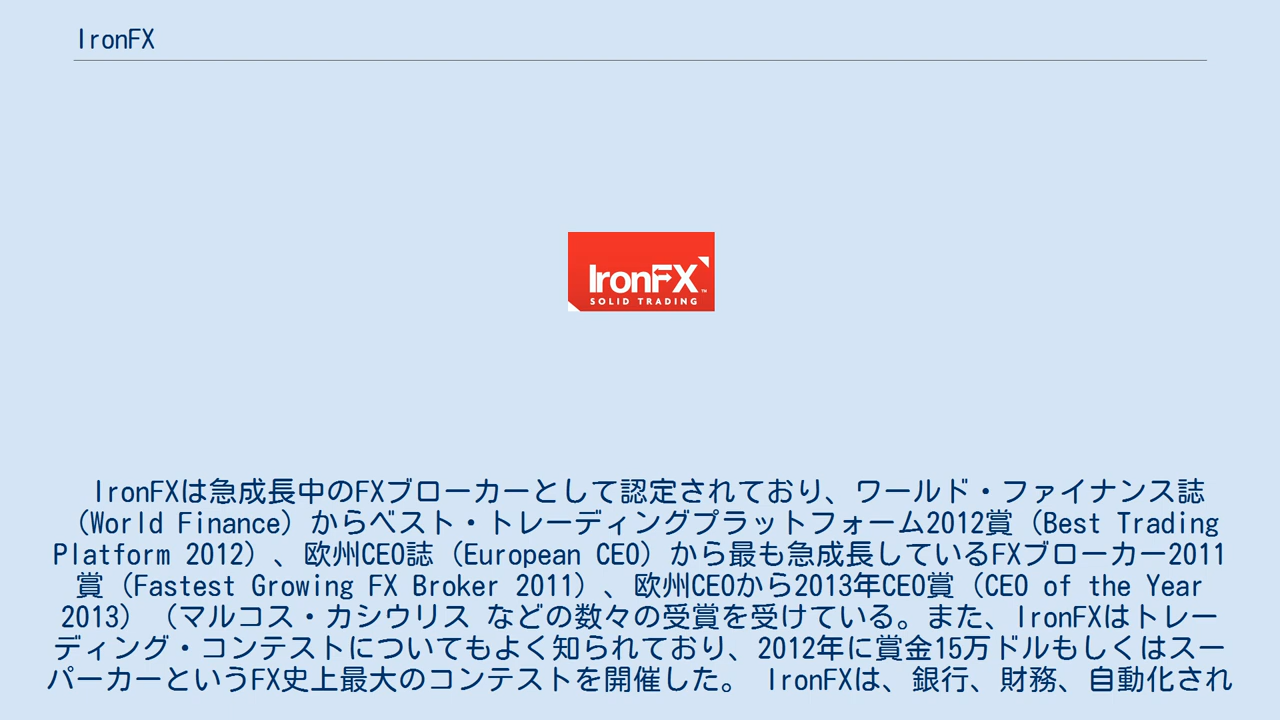 IronFX
IronFX
SOLID TRADING
IronFXは急成長中のFXブローカーとして認定されており、ワールド・ファイナンス誌
（World Finance）からベスト・トレーディングプラットフォーム2012賞（Best Trading
Platform 2012）、欧州CEO誌（European CEO）から最も急成長しているFXブローカー2011
賞（Fastest Growing FX Broker 2011）、欧州CEOから2013年CEO賞（CEO of the Year
2013）（マルコス・カシウリス などの数々の受賞を受けている。また、IronFXはトレー
ディング・コンテストについてもよく知られており、2012年に賞金15万ドルもしくはスー
パーカーというFX史上最大のコンテストを開催した。 IronFXは、銀行、財務、自動化され